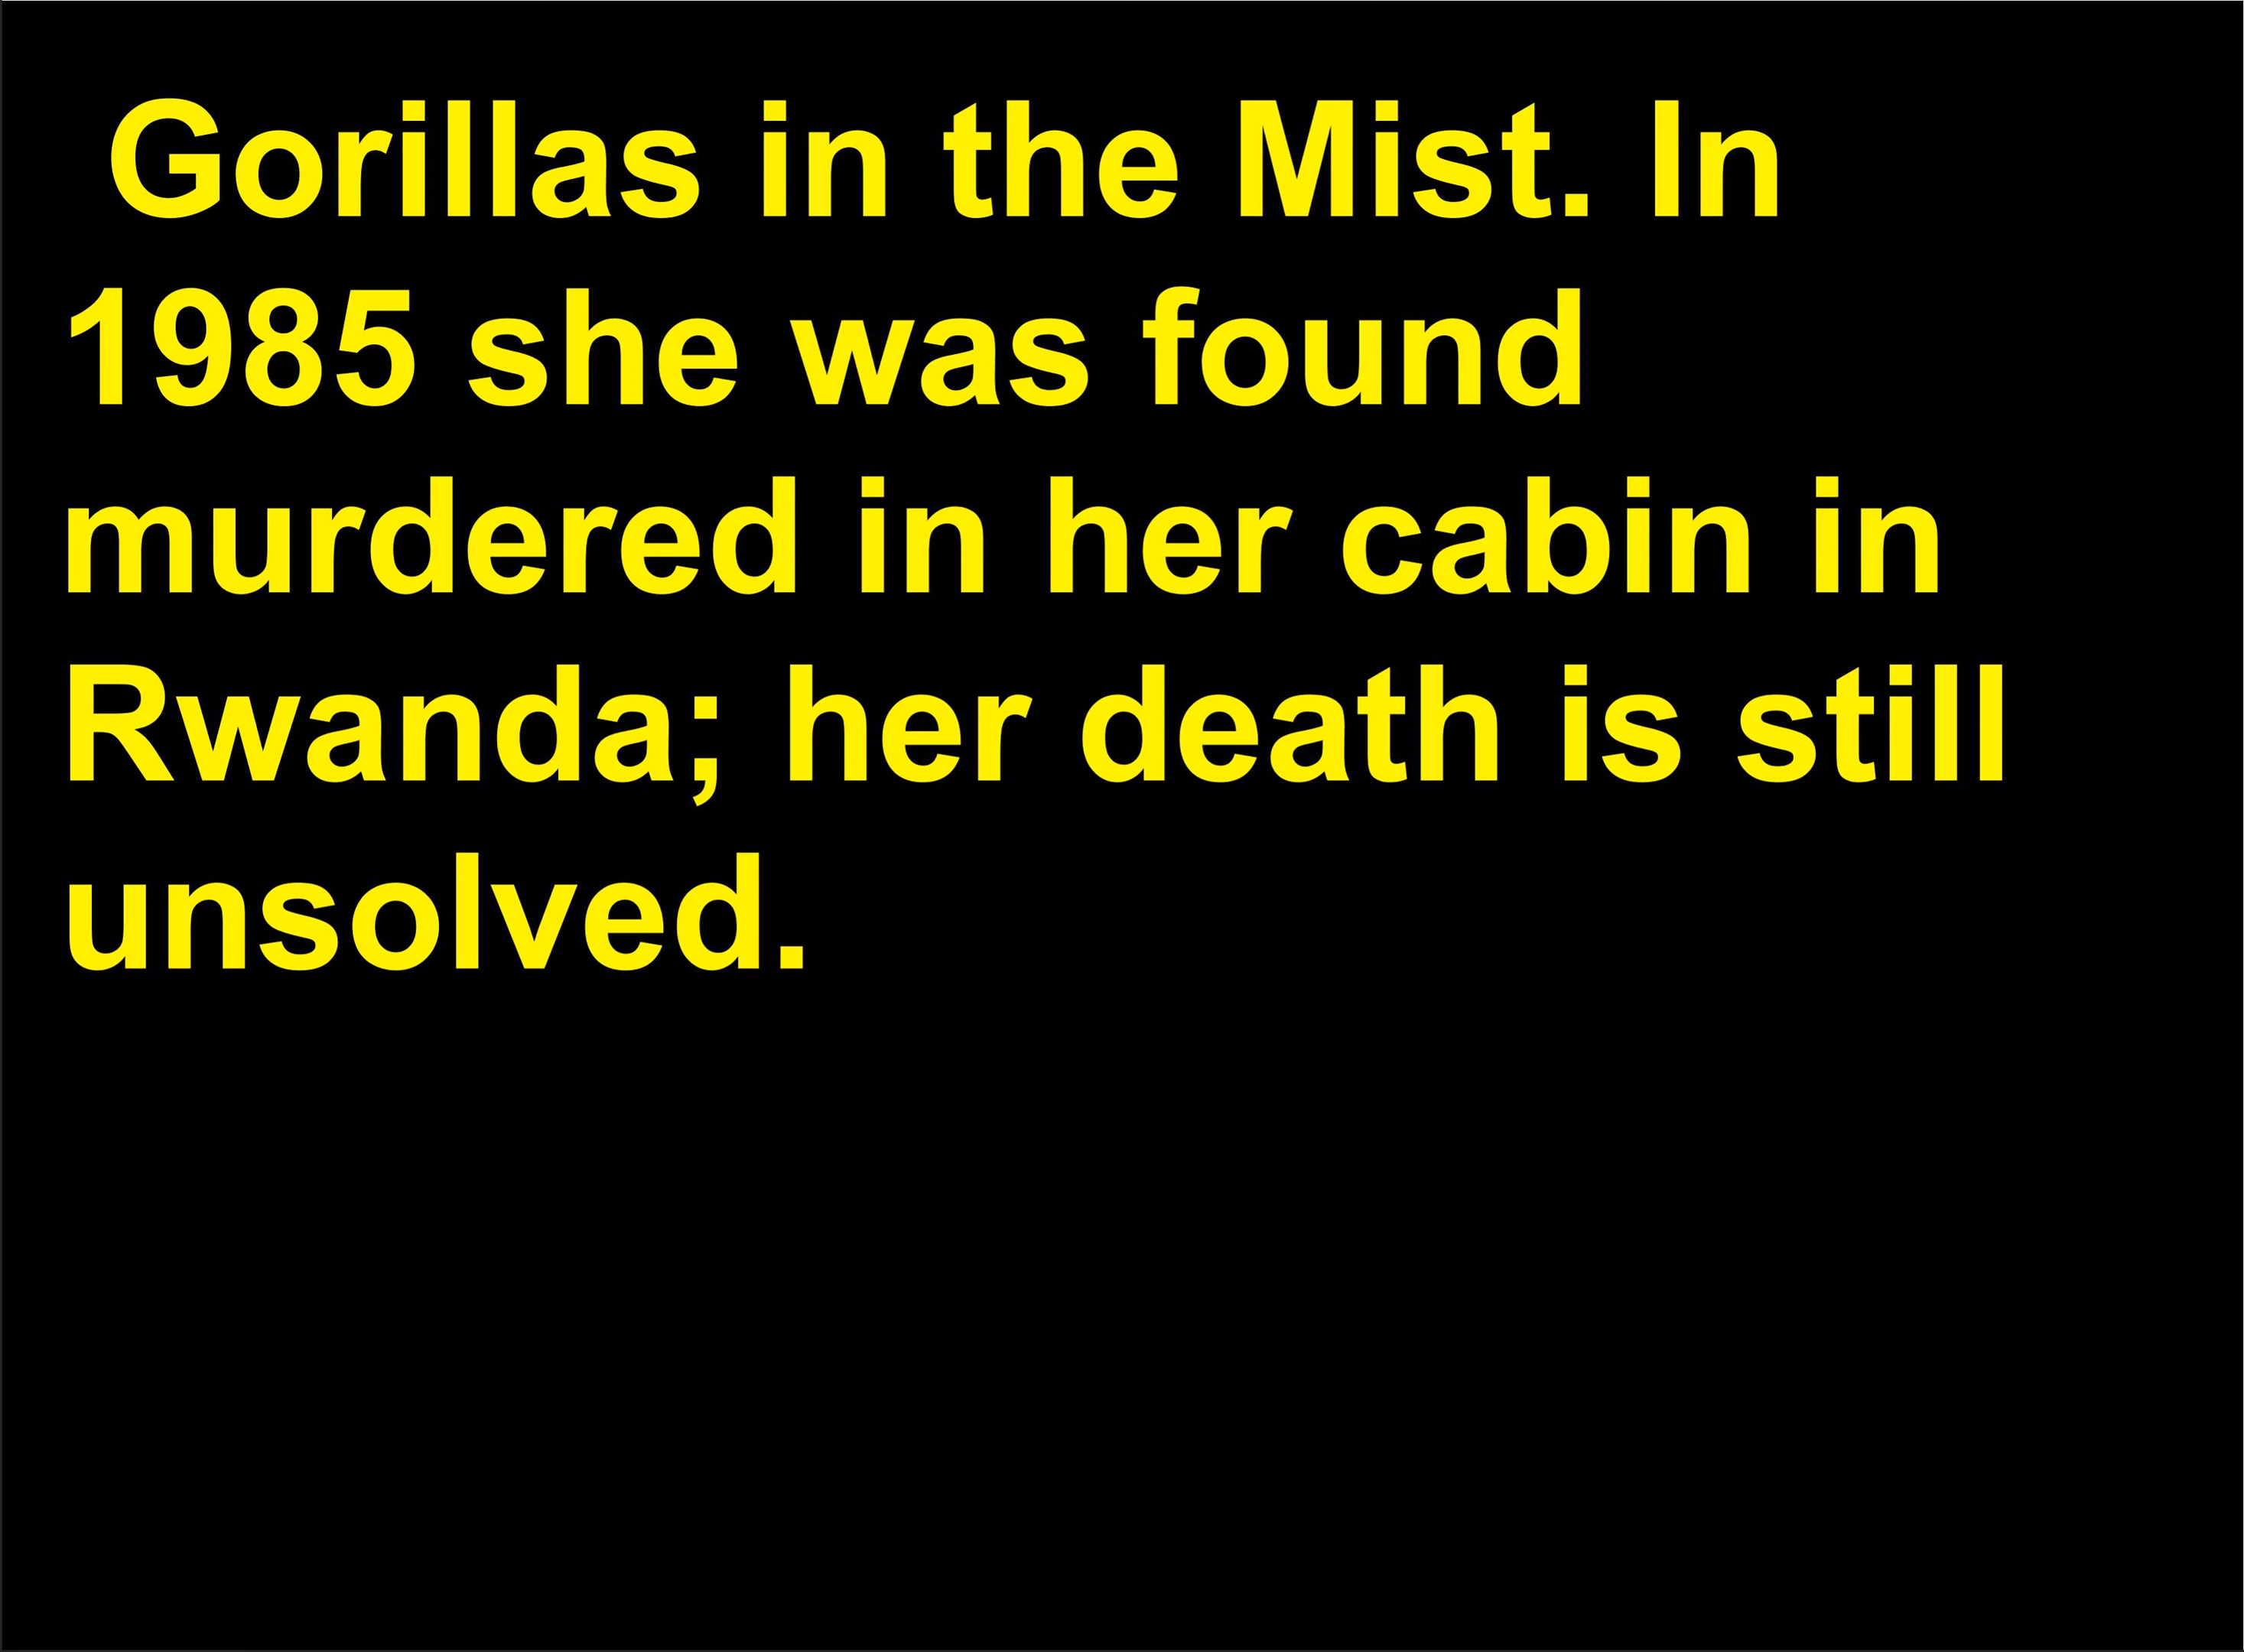 Gorillas in the Mist. In
1985 she was found
murdered in her cabin in
Rwanda; her death is still
unsolved.